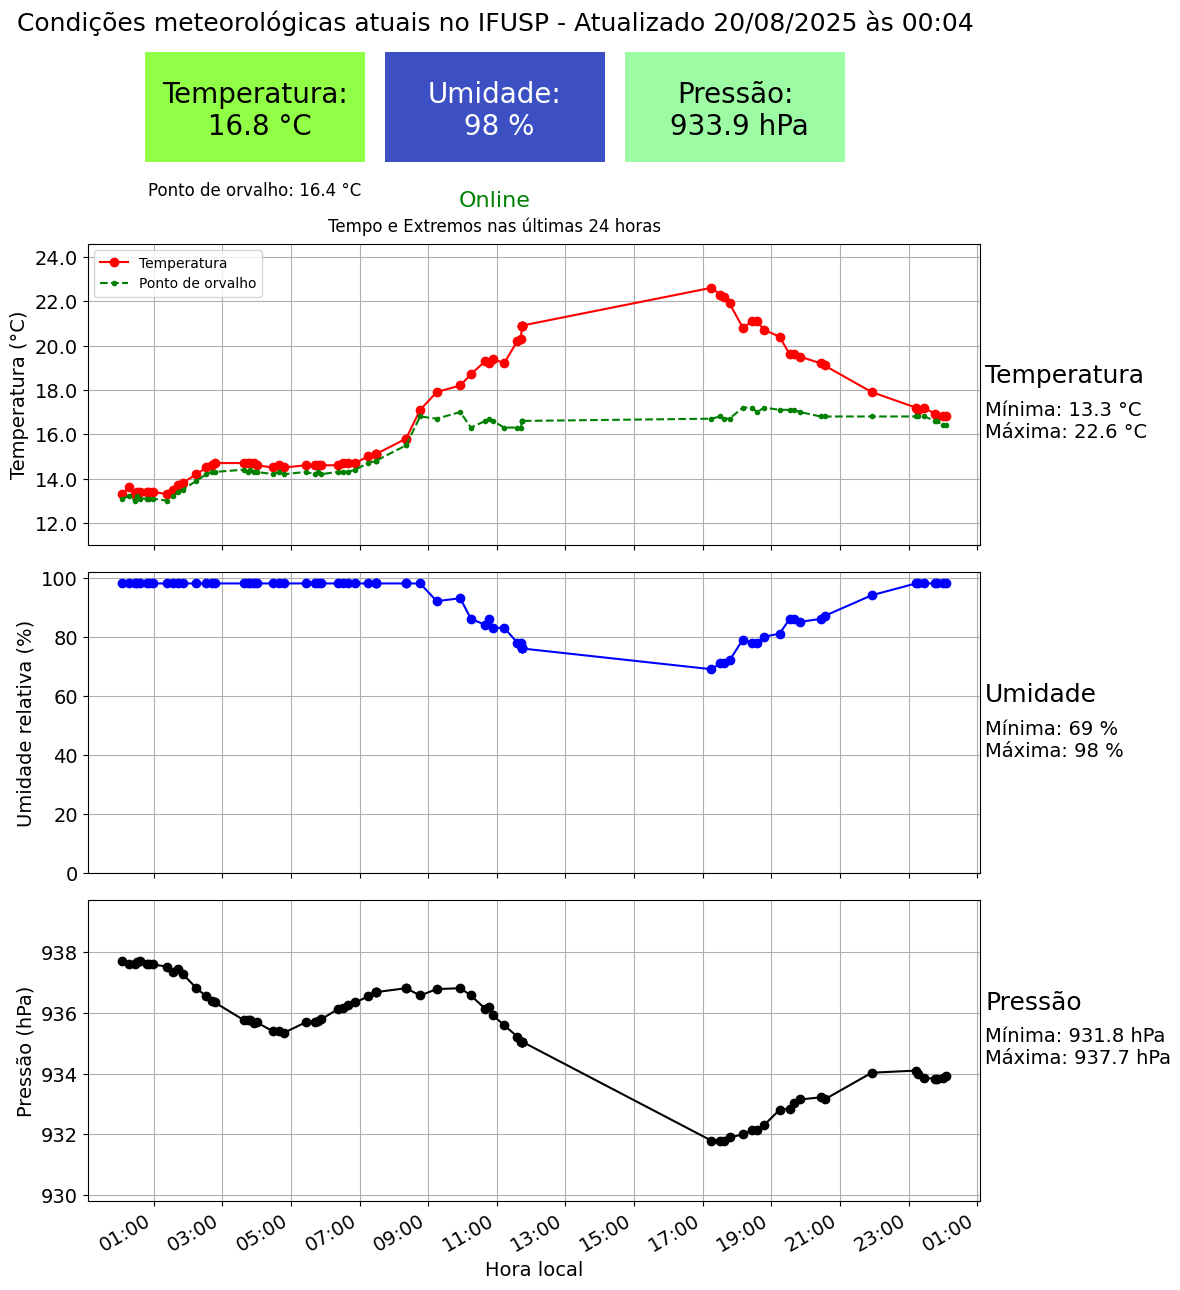 Condições meteorológicas atuais no IFUSP - Atualizado 20/08/2025 às 00:04
Temperatura:
16.8 °C
Umidade:
98 %
Pressão:
933.9 hPa
Ponto de orvalho: 16.4 °C
Online
Tempo e Extremos nas últimas 24 horas
Temperatura
Ponto de orvalho
24.0
22.0
20.0
18.0
16.0
14.0
12.0
Temperatura (°C)
Temperatura
Mínima: 13.3 °C
Máxima: 22.6 °C
100
80
60
40
20
0
Umidade relativa (%)
Umidade
Mínima: 69 %
Máxima: 98 %
938
936
934
932
930
Pressão (hPa)
Pressão
Mínima: 931.8 hPa
Máxima: 937.7 hPa
01:00 03:00 05:00 07:00 09:00 11:00 13:00 15:00 17:00 19:00 21:00 23:00 01:00
Hora local